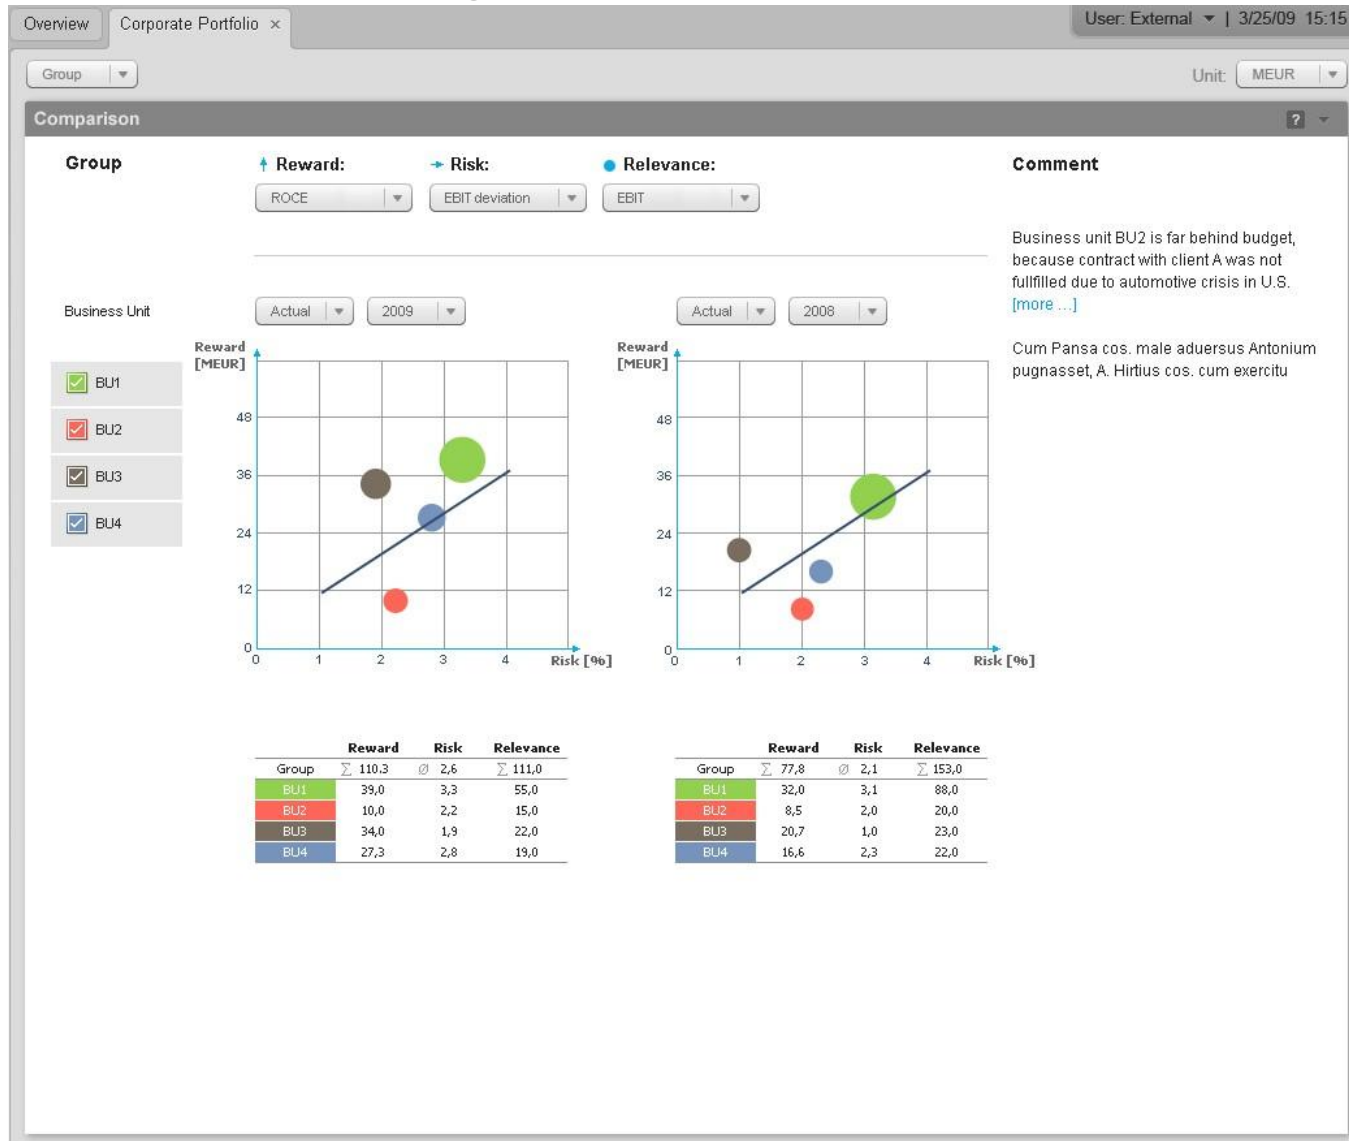 Overview
Corporate Portfolio ×
User: External | 3/25/09 15:15
Group
Unit: MEUR
Comparison ?
Group
Reward:
Risk:
Relevance:
Comment
ROCE
EBIT deviation
EBIT
Business unit BU2 is far behind budget,
because contract with client A was not
fullfilled due to automotive crisis in U.S.
[more ...]
Cum Pansa cos. male aduersus Antonium
pugnasset, A. Hirtius cos. cum exercitu
Business Unit
Actual 2009
Actual 2008
BU1
BU2
BU3
BU4
Reward
[MEUR]
48
36
24
12
0
0 1 2 3 4 Risk [%]
Reward
[MEUR]
48
36
24
12
0
0 1 2 3 4 Risk [%]
Reward Risk Relevance
Group ∑ 110.3 Ø 2,6 ∑ 111,0
BU1 39,0 3,3 55,0
BU2 10,0 2,2 15,0
BU3 34,0 1,9 22,0
BU4 27,3 2,8 19,0
Reward Risk Relevance
Group ∑ 77,8 Ø 2,1 ∑ 153,0
BU1 32,0 3,1 88,0
BU2 8,5 2,0 20,0
BU3 20,7 1,0 23,0
BU4 16,6 2,3 22,0